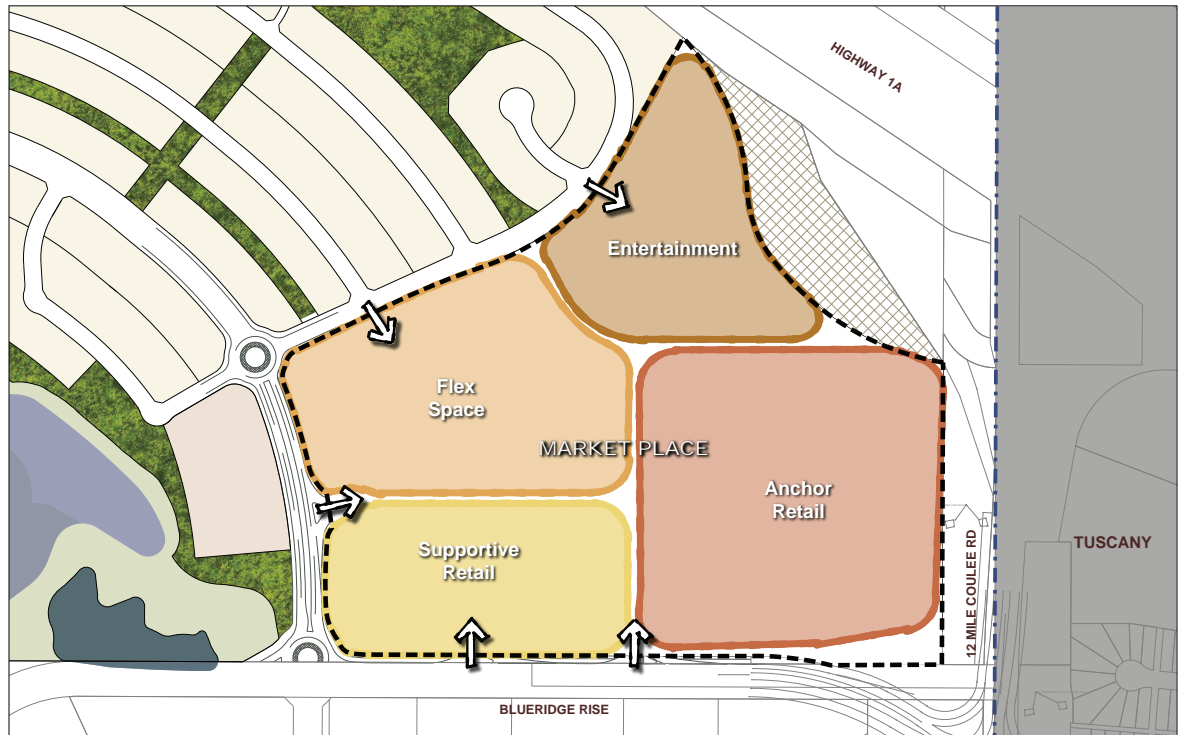 HIGHWAY 1A
Entertainment
Flex
Space
MARKET PLACE
Anchor
Retail
Supportive
Retail
12 MILE COULEE RD
TUSCANY
BLUERIDGE RISE